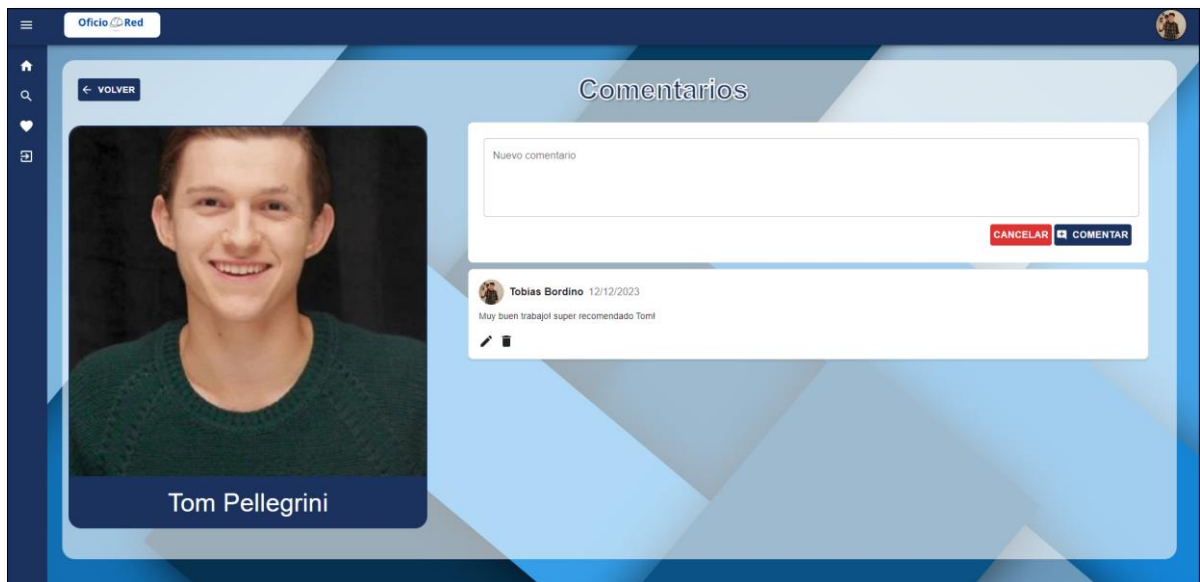 Oficio Red
VOLVER
Comentarios
Nuevo comentario
CANCELAR COMENTAR
Tobias Bordino 12/12/2023
Muy buen trabajo! super recomendado Tom!
Tom Pellegrini